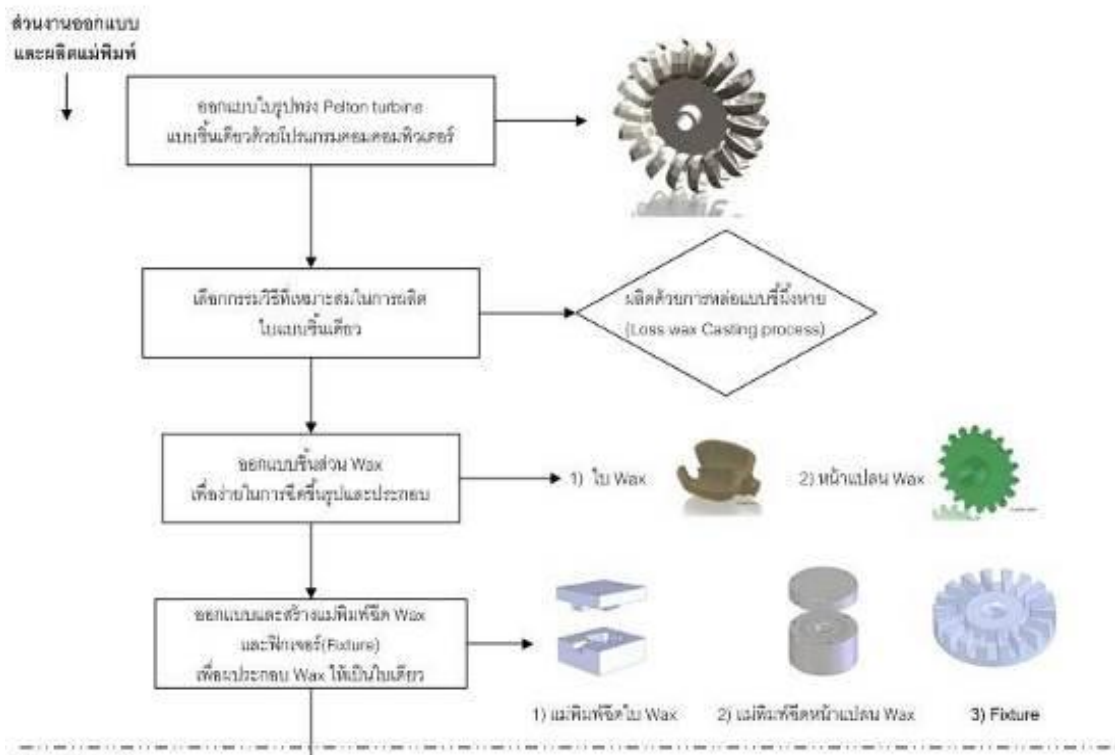 ส่วนงานออกแบบ
และผลิตแม่พิมพ์
ออกแบบใบรูปทรง Pelton turbine
แบบชิ้นเดียวด้วยโปรแกรมคอมคอมพิวเตอร์
เลือกกรรมวิธีที่เหมาะสมในการผลิต
ใบแบบชิ้นเดียว
ผลิตด้วยการหล่อแบบขี้ผึ้งหาย
(Loss wax Casting process)
ออกแบบชิ้นส่วน Wax
เพื่อง่ายในการฉีดขึ้นรูปและประกอบ
1) ใบ Wax
2) หน้าแปลน Wax
ออกแบบและสร้างแม่พิมพ์ฉีด Wax
และฟิกเจอร์(Fixture)
เพื่อประกอบ Wax ให้เป็นใบเดียว
1) แม่พิมพ์ฉีดใบ Wax
2) แม่พิมพ์ฉีดหน้าแปลน Wax
3) Fixture